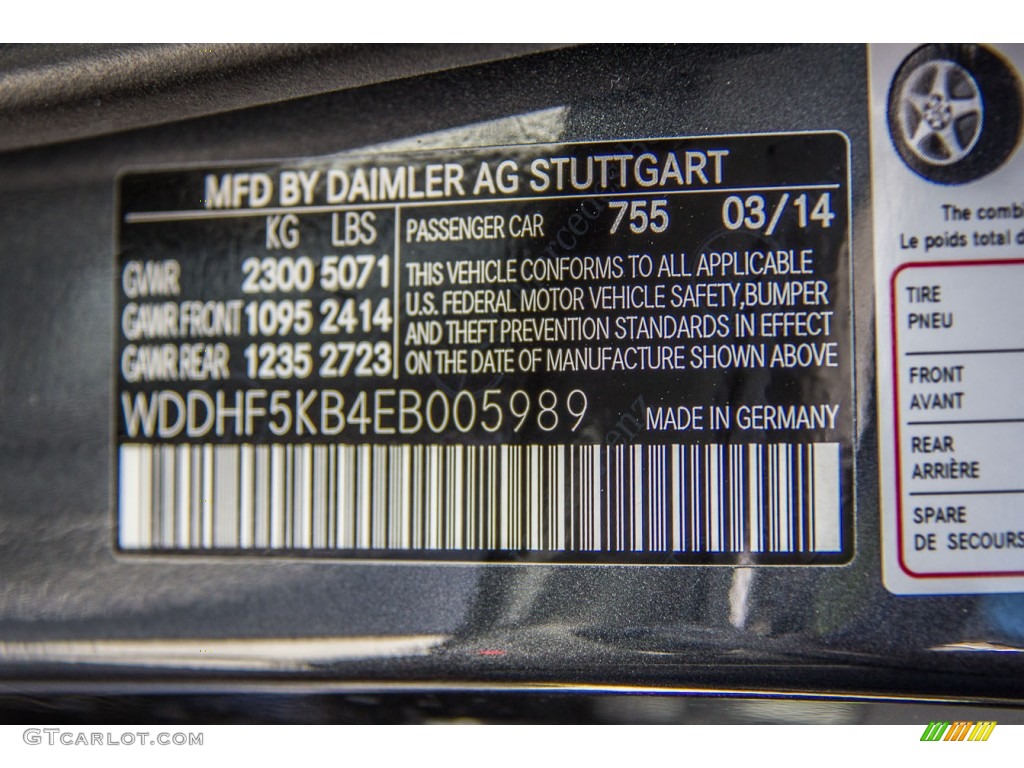 MFD BY DAIMLER AG STUTTGART
KG LBS
PASSENGER CAR 755 03/14
GVWR 2300 5071
GAWR FRONT 1095 2414
GAWR REAR 1235 2723
THIS VEHICLE CONFORMS TO ALL APPLICABLE
U.S. FEDERAL MOTOR VEHICLE SAFETY,BUMPER
AND THEFT PREVENTION STANDARDS IN EFFECT
ON THE DATE OF MANUFACTURE SHOWN ABOVE
WDDHF5KB4EB005989 MADE IN GERMANY
The comb
Le poids total d
TIRE
PNEU
FRONT
AVANT
REAR
ARRIÈRE
SPARE
DE SECOURS
GTCARLOT.COM